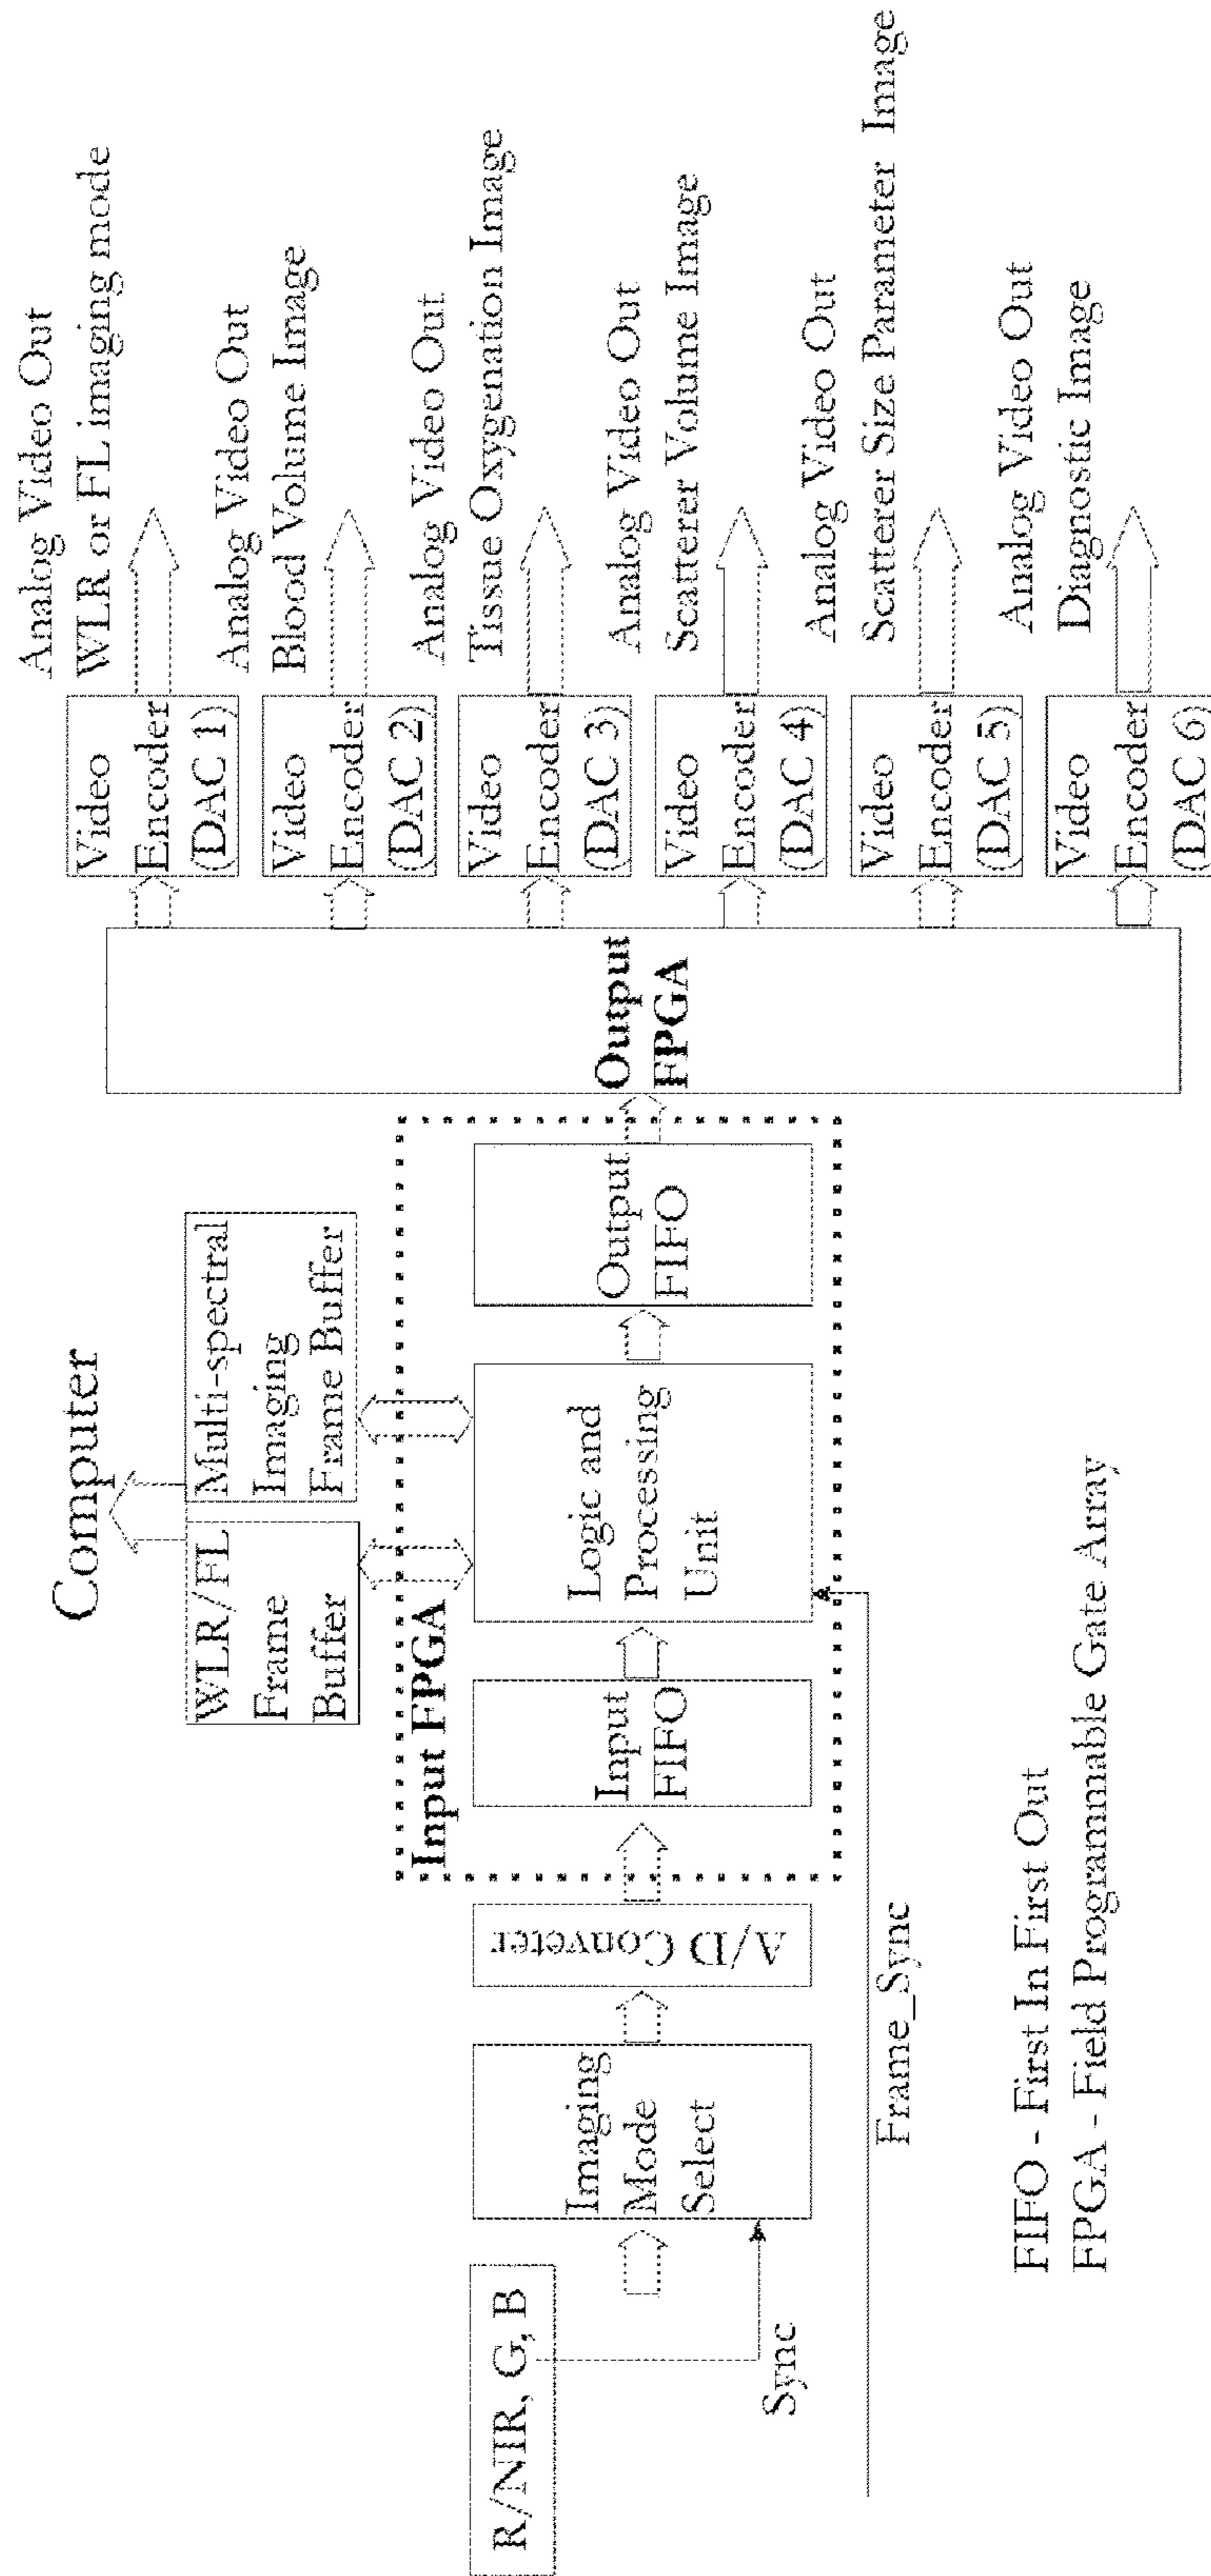 Computer
WLR/FL
Frame
Buffer
Multi-spectral
Imaging
Frame Buffer
Input FPGA
R/NIR, G, B
Sync
Imaging
Mode
Select
A/D Conveter
Input
FIFO
Logic and
Processing
Unit
Output
FIFO
Frame_Sync
Output
FPGA
Video
Encoder
(DAC 1)
Analog Video Out
WLR or FL imaging mode
Video
Encoder
(DAC 2)
Analog Video Out
Blood Volume Image
Video
Encoder
(DAC 3)
Analog Video Out
Tissue Oxygenation Image
Video
Encoder
(DAC 4)
Analog Video Out
Scatterer Volume Image
Video
Encoder
(DAC 5)
Analog Video Out
Scatterer Size Parameter Image
Video
Encoder
(DAC 6)
Analog Video Out
Diagnostic Image
FIFO - First In First Out
FPGA - Field Programmable Gate Array